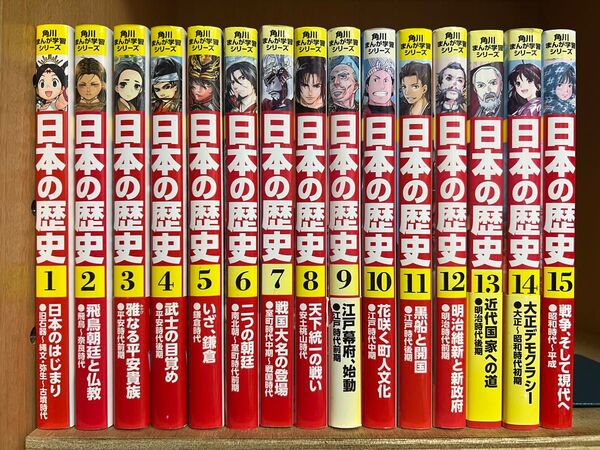 角川
まんが学習
シリーズ
日本の歴史
1
日本のはじまり
●旧石器〜縄文・弥生〜古墳時代
角川
まんが学習
シリーズ
日本の歴史
2
飛鳥朝廷と仏教
●飛鳥〜奈良時代
角川
まんが学習
シリーズ
日本の歴史
3
雅なる平安貴族
●平安時代前期
角川
まんが学習
シリーズ
日本の歴史
4
武士の目覚め
●平安時代後期
角川
まんが学習
シリーズ
日本の歴史
5
いざ、鎌倉
●鎌倉時代
角川
まんが学習
シリーズ
日本の歴史
6
二つの朝廷
●南北朝〜室町時代前期
角川
まんが学習
シリーズ
日本の歴史
7
戦国大名の登場
●室町時代中期〜戦国時代
角川
まんが学習
シリーズ
日本の歴史
8
天下統一の戦い
●安土桃山時代
角川
まんが学習
シリーズ
日本の歴史
9
江戸幕府、始動
●江戸時代前期
角川
まんが学習
シリーズ
日本の歴史
10
花咲く町人文化
●江戸時代中期
角川
まんが学習
シリーズ
日本の歴史
11
黒船と開国
●江戸時代後期
角川
まんが学習
シリーズ
日本の歴史
12
明治維新と新政府
●明治時代前期
角川
まんが学習
シリーズ
日本の歴史
13
近代国家への道
●明治時代後期
角川
まんが学習
シリーズ
日本の歴史
14
大正デモクラシー
●大正〜昭和時代初期
角川
まんが学習
シリーズ
日本の歴史
15
戦争、そして現代へ
●昭和時代〜平成